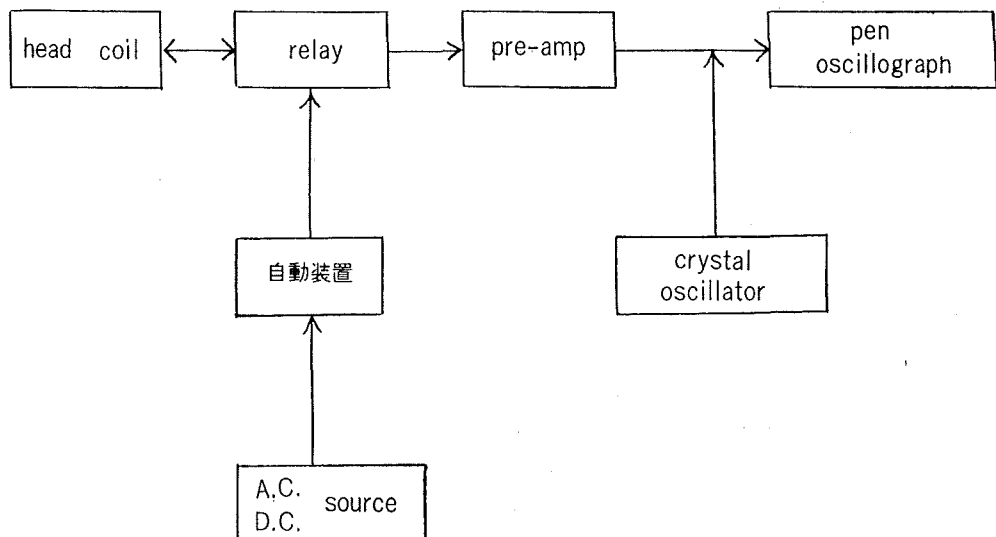 head coil
relay
pre-amp
pen
oscillograph
自動装置
crystal
oscillator
A.C.
D.C.
source